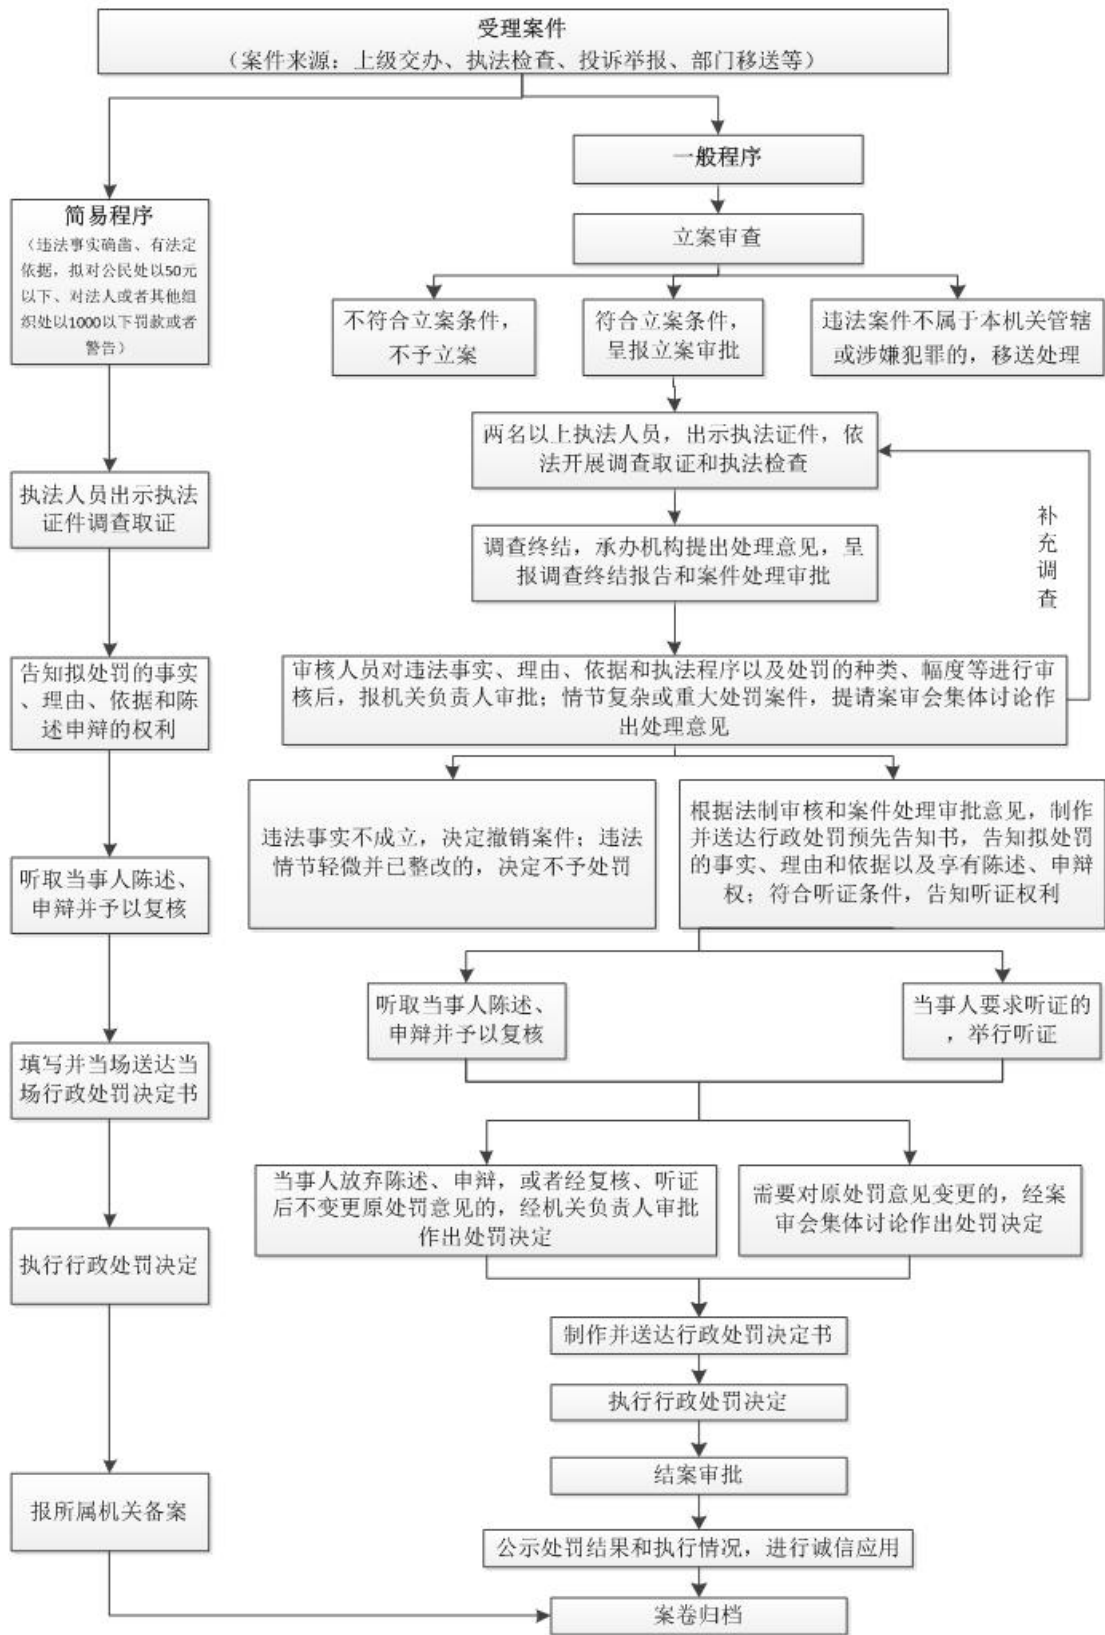 受理案件
（案件来源：上级交办、执法检查、投诉举报、部门移送等）
一般程序
简易程序
（违法事实确凿、有法定
依据，拟对公民处以50元
以下、对法人或者其他组
织处以1000以下罚款或者
警告）
立案审查
不符合立案条件，
不予立案
符合立案条件，
呈报立案审批
违法案件不属于本机关管辖
或涉嫌犯罪的，移送处理
两名以上执法人员，出示执法证件，依
法开展调查取证和执法检查
执法人员出示执法
证件调查取证
补
充
调
查
调查终结，承办机构提出处理意见，呈
报调查终结报告和案件处理审批
告知拟处罚的事实
、理由、依据和陈
述申辩的权利
审核人员对违法事实、理由、依据和执法程序以及处罚的种类、幅度等进行审
核后，报机关负责人审批；情节复杂或重大处罚案件，提请案审会集体讨论作
出处理意见
违法事实不成立，决定撤销案件；违法
情节轻微并已整改的，决定不予处罚
根据法制审核和案件处理审批意见，制作
并送达行政处罚预先告知书，告知拟处罚
的事实、理由和依据以及享有陈述、申辩
权；符合听证条件，告知听证权利
听取当事人陈述、
申辩并予以复核
听取当事人陈述、
申辩并予以复核
当事人要求听证的
，举行听证
填写并当场送达当
场行政处罚决定书
当事人放弃陈述、申辩，或者经复核、听证
后不变更原处罚意见的，经机关负责人审批
作出处罚决定
需要对原处罚意见变更的，经案
审会集体讨论作出处罚决定
执行行政处罚决定
制作并送达行政处罚决定书
执行行政处罚决定
结案审批
报所属机关备案
公示处罚结果和执行情况，进行诚信应用
案卷归档